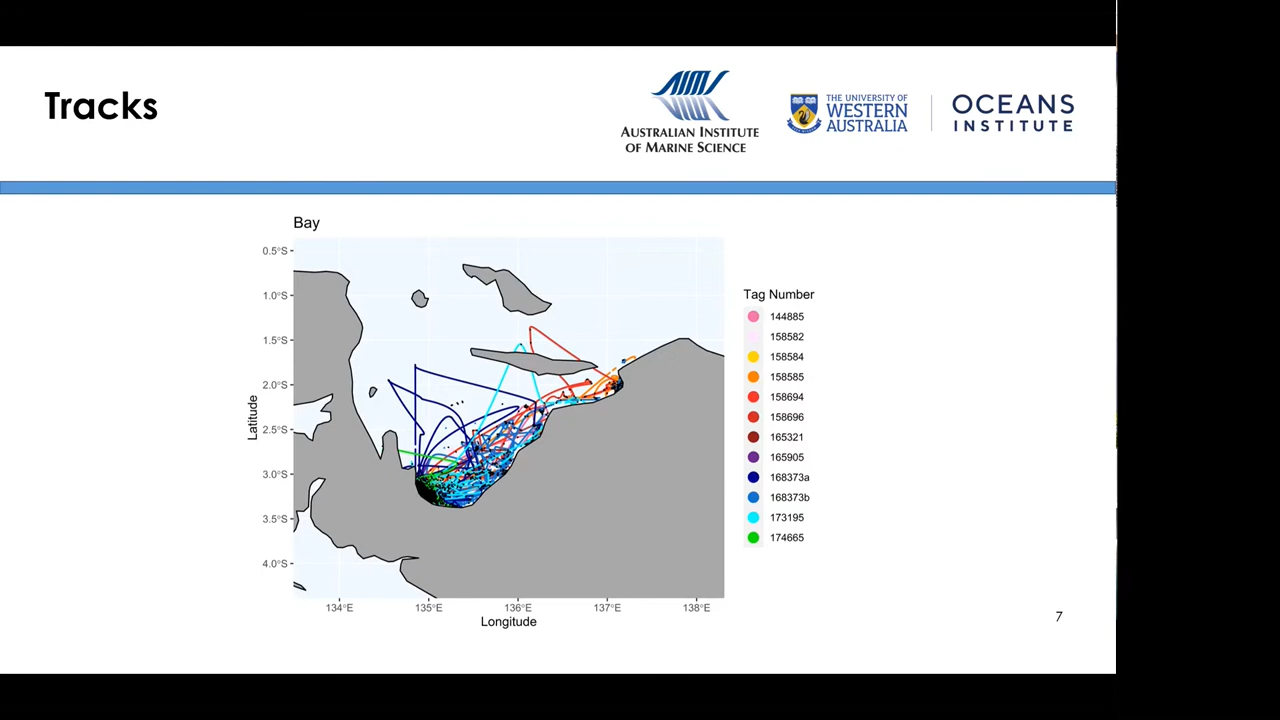 Tracks
AIMS
AUSTRALIAN INSTITUTE
OF MARINE SCIENCE
THE UNIVERSITY OF
WESTERN
AUSTRALIA
OCEANS
INSTITUTE
Bay
0.5°S
1.0°S
1.5°S
2.0°S
2.5°S
3.0°S
3.5°S
4.0°S
Latitude
134°E
135°E
136°E
137°E
138°E
Longitude
Tag Number
144885
158582
158584
158585
158694
158696
165321
165905
168373a
168373b
173195
174665
7